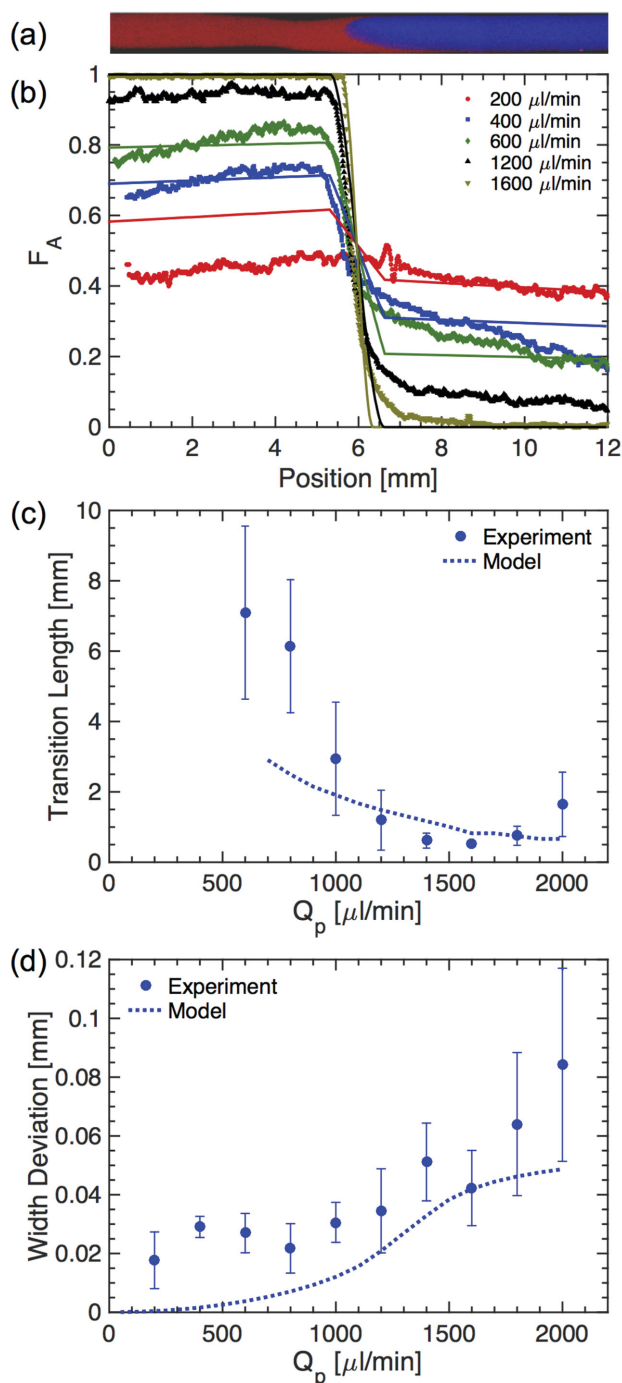 (a)
(b)
1
0.8
0.6
0.4
0.2
0
F_A
200 μl/min
400 μl/min
600 μl/min
1200 μl/min
1600 μl/min
0 2 4 6 8 10 12
Position [mm]
(c)
10
8
6
4
2
0
Transition Length [mm]
Experiment
Model
0 500 1000 1500 2000
Q_p [μl/min]
(d)
0.12
0.1
0.08
0.06
0.04
0.02
0
Width Deviation [mm]
Experiment
Model
0 500 1000 1500 2000
Q_p [μl/min]